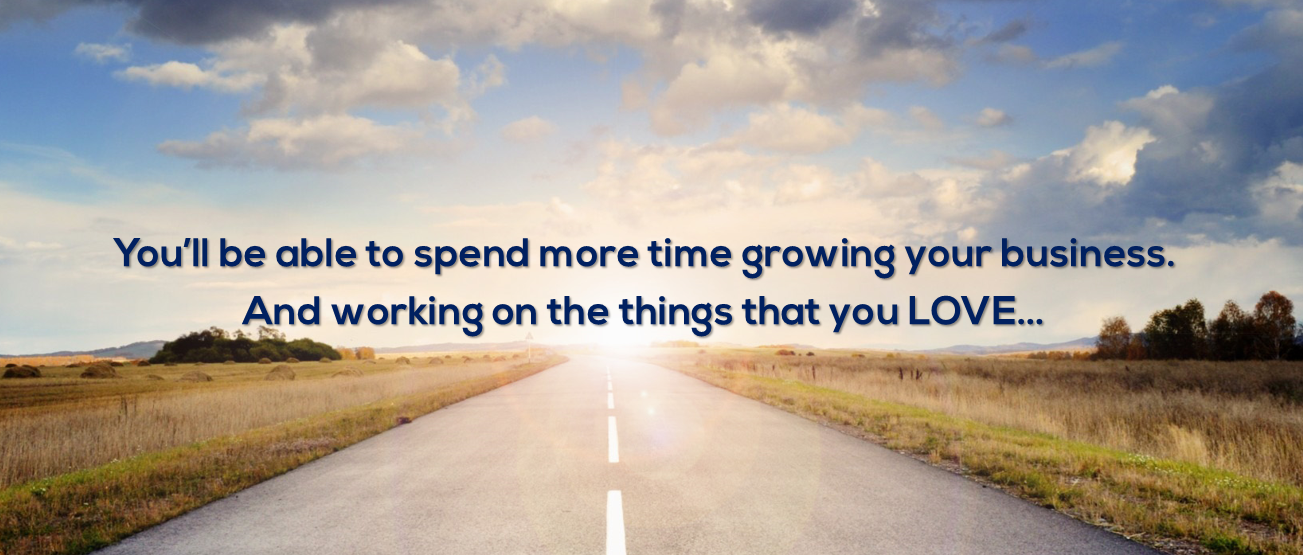 You’ll be able to spend more time growing your business.
And working on the things that you LOVE...